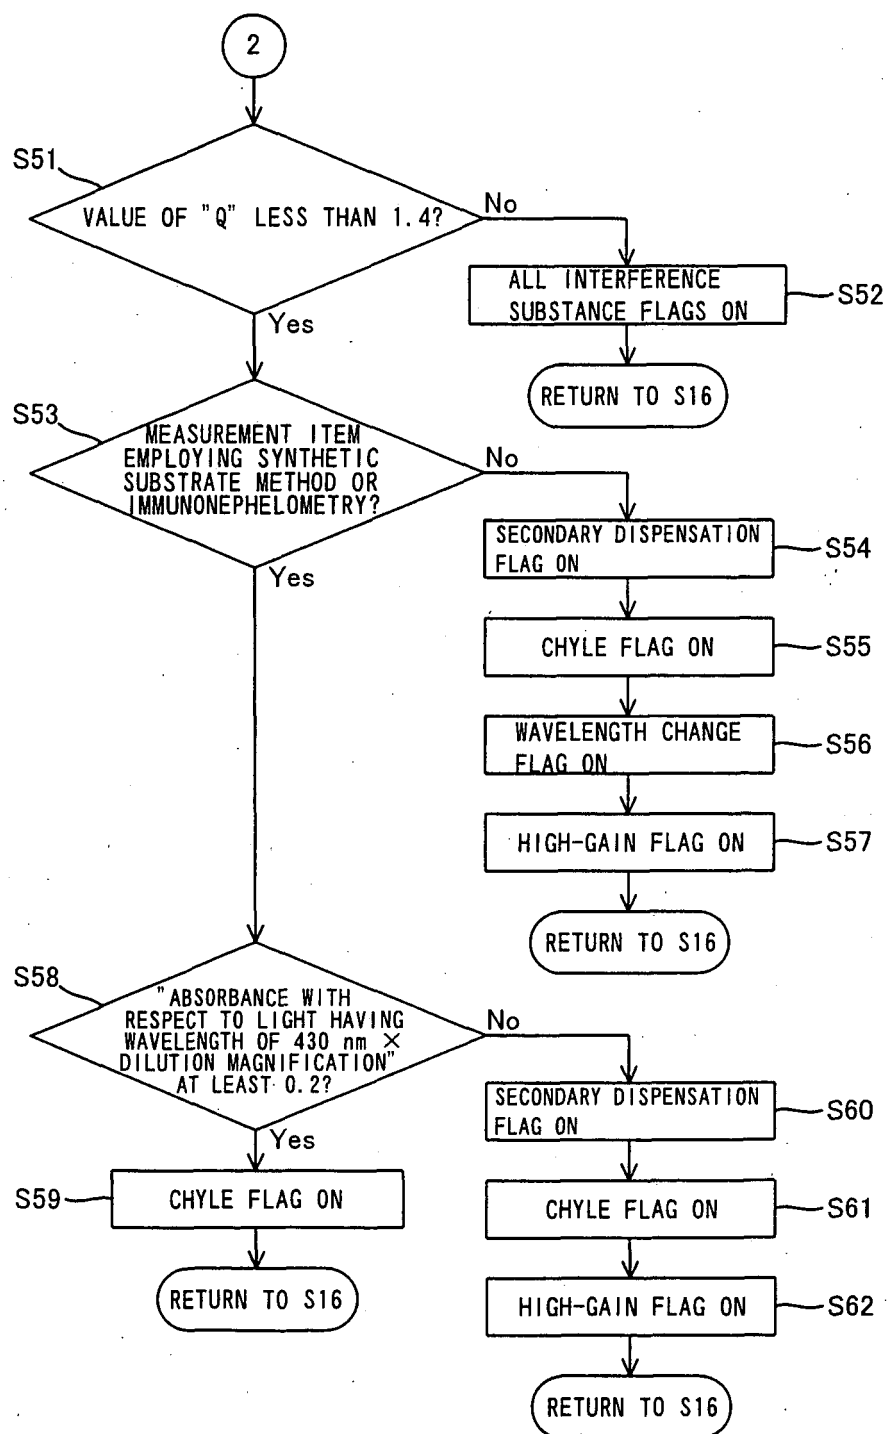 2
S51
VALUE OF "Q" LESS THAN 1.4?
No
ALL INTERFERENCE
SUBSTANCE FLAGS ON
S52
Yes
RETURN TO S16
S53
MEASUREMENT ITEM
EMPLOYING SYNTHETIC
SUBSTRATE METHOD OR
IMMUNONEPHELOMETRY?
No
SECONDARY DISPENSATION
FLAG ON
S54
Yes
CHYLE FLAG ON
S55
WAVELENGTH CHANGE
FLAG ON
S56
HIGH-GAIN FLAG ON
S57
RETURN TO S16
S58
"ABSORBANCE WITH
RESPECT TO LIGHT HAVING
WAVELENGTH OF 430 nm ×
DILUTION MAGNIFICATION"
AT LEAST 0.2?
No
SECONDARY DISPENSATION
FLAG ON
S60
Yes
S59
CHYLE FLAG ON
CHYLE FLAG ON
S61
RETURN TO S16
HIGH-GAIN FLAG ON
S62
RETURN TO S16